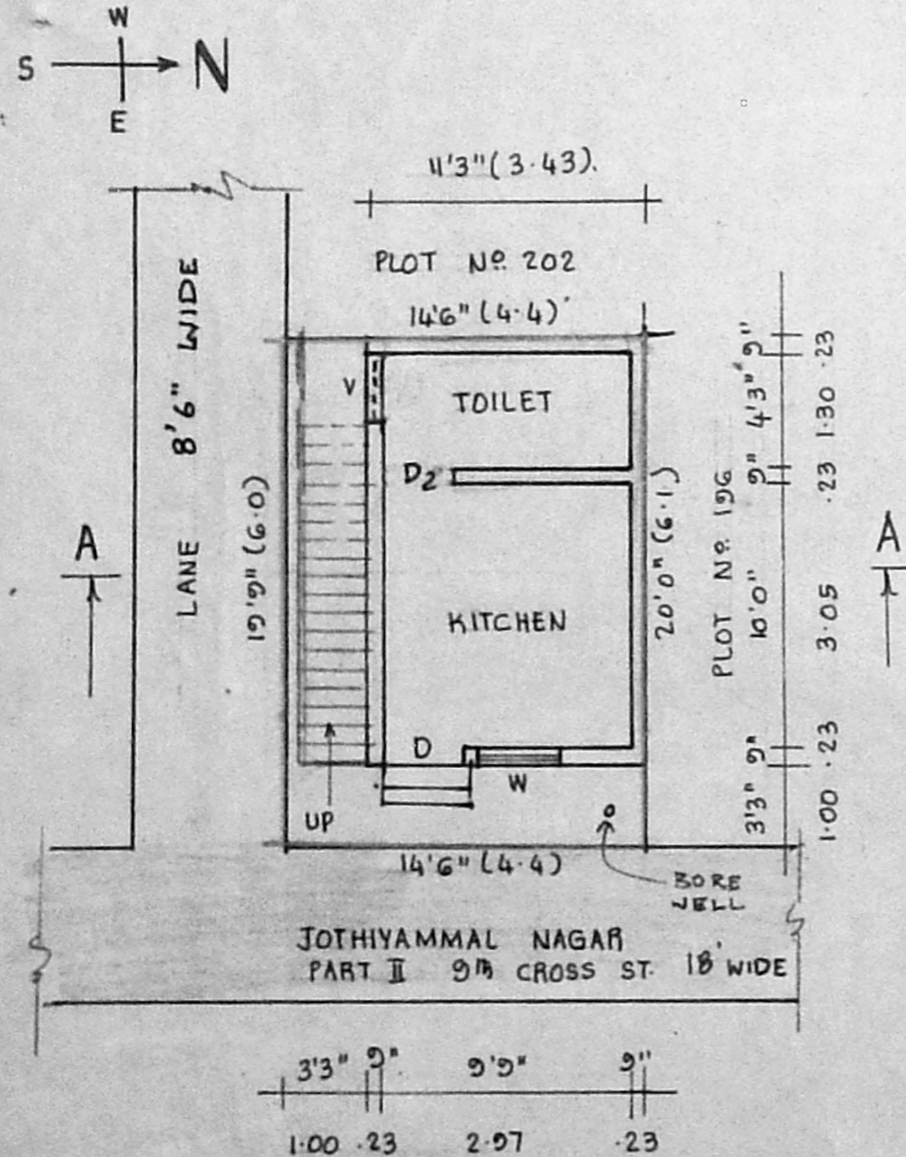 W
S N
E
11'3" (3.43).
PLOT Nº 202
14'6" (4.4)
LANE 8'6" WIDE
19'9" (6.0)
V
TOILET
D2
KITCHEN
20'0" (6.1)
PLOT Nº 196
A
A
D
W
UP
14'6" (4.4)
BORE
WELL
9" .23
4'3" 1.30
9" .23
10'0" 3.05
9" .23
3'3" 1.00
JOTHIYAMMAL NAGAR
PART II 9th CROSS ST. 18' WIDE
3'3" 9" 9'9" 9"
1.00 .23 2.97 .23